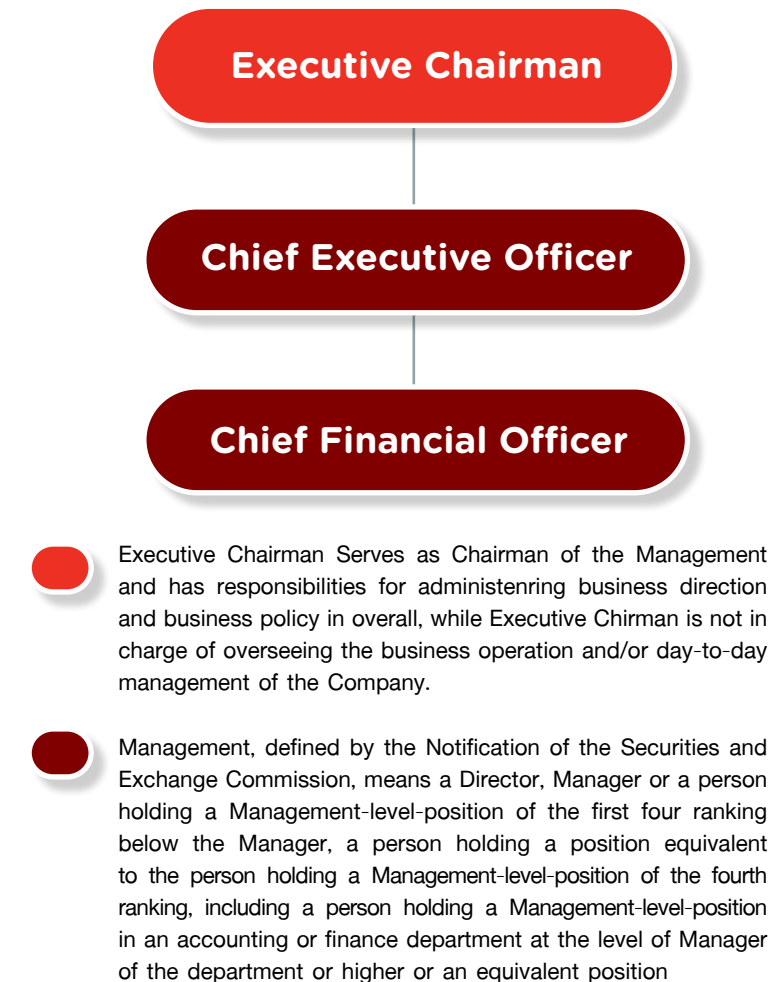 Executive Chairman
Chief Executive Officer
Chief Financial Officer
Executive Chairman Serves as Chairman of the Management
and has responsibilities for administenring business direction
and business policy in overall, while Executive Chirman is not in
charge of overseeing the business operation and/or day-to-day
management of the Company.
Management, defined by the Notification of the Securities and
Exchange Commission, means a Director, Manager or a person
holding a Management-level-position of the first four ranking
below the Manager, a person holding a position equivalent
to the person holding a Management-level-position of the fourth
ranking, including a person holding a Management-level-position
in an accounting or finance department at the level of Manager
of the department or higher or an equivalent position